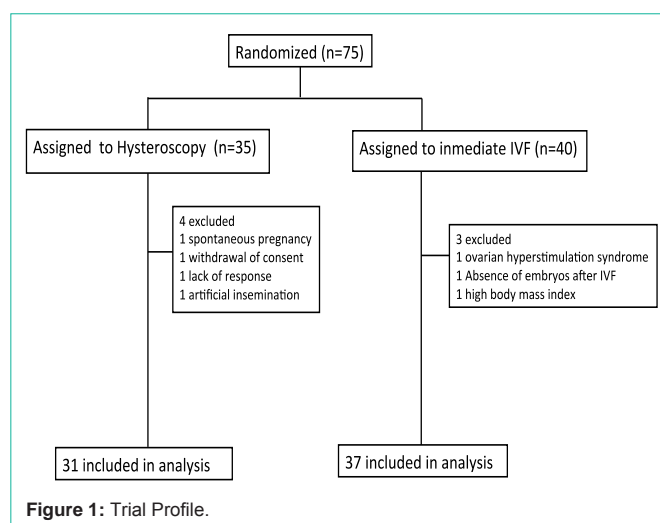 Randomized (n=75)
Assigned to Hysteroscopy (n=35)
Assigned to inmediate IVF (n=40)
4 excluded
1 spontaneous pregnancy
1 withdrawal of consent
1 lack of response
1 artificial insemination
3 excluded
1 ovarian hyperstimulation syndrome
1 Absence of embryos after IVF
1 high body mass index
31 included in analysis
37 included in analysis
Figure 1: Trial Profile.